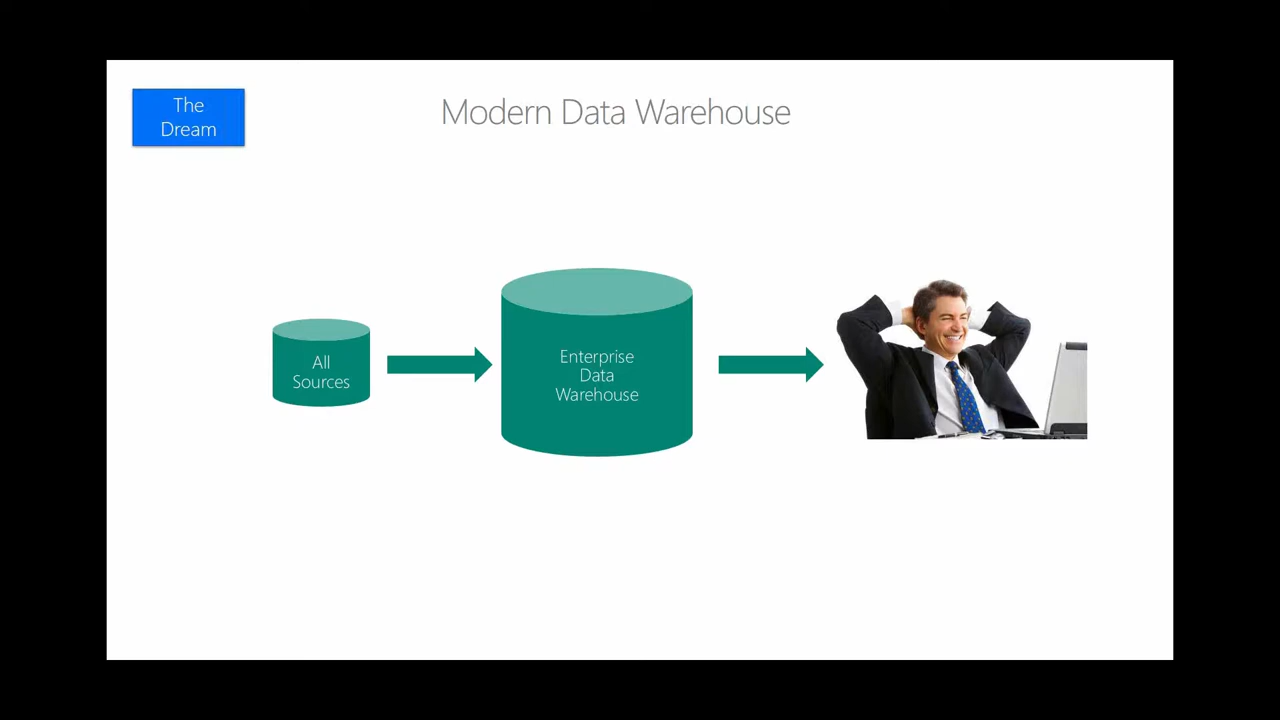 The
Dream
Modern Data Warehouse
All
Sources
Enterprise
Data
Warehouse